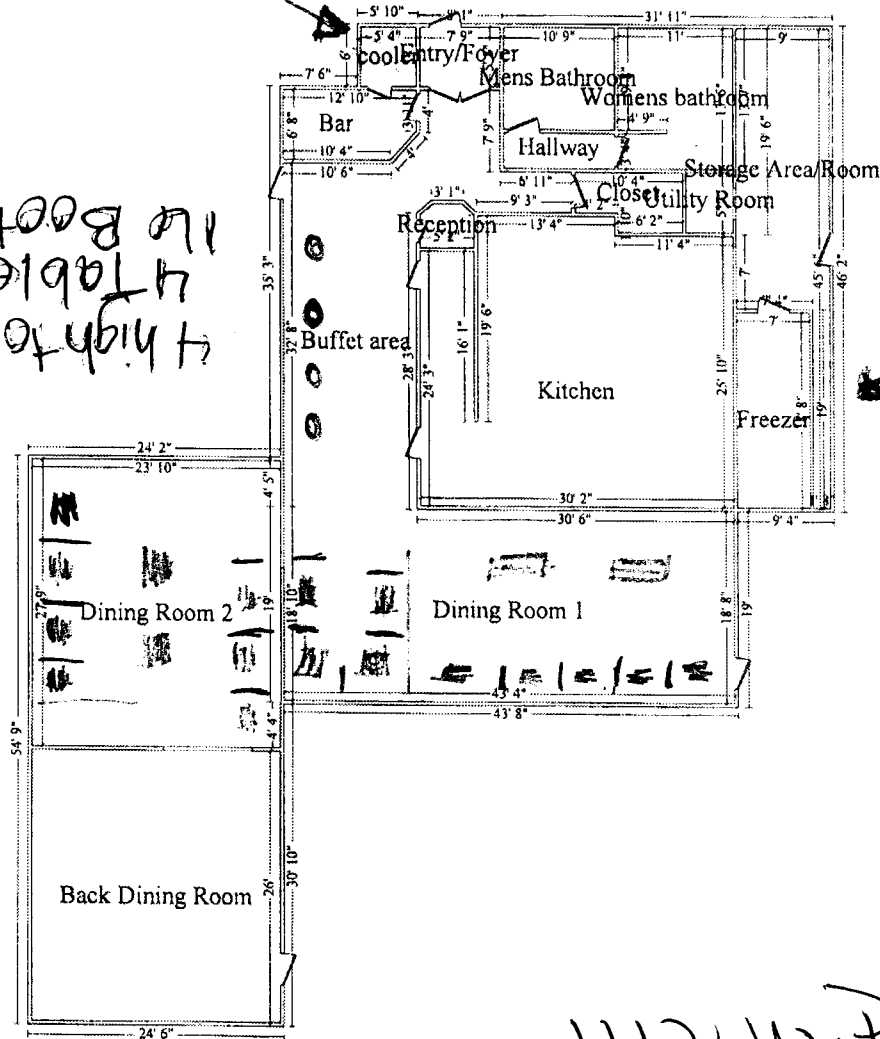 5' 10"
31' 11"
5' 4"
7' 9"
10' 9"
11'
9'
6'
cooler
Entry/Foyer
7' 6"
12' 10"
Mens Bathroom
Womens bathroom
Bar
6' 8"
4'
4' 9"
19' 6"
10' 4"
4'
7' 9"
Hallway
10' 6"
Storage Area/Room
6' 11"
10' 4"
3' 1"
9' 3"
Closet
Utility Room
Reception
13' 4"
6' 2"
11' 4"
16 Boot
4 Table
4 high to
35' 3"
7'
45'
46' 2"
7'
32' 8"
Buffet area
28' 3"
24' 3"
16' 1"
19' 6"
Kitchen
25' 10"
Freezer
19'
24' 2"
23' 10"
4' 5"
30' 2"
30' 6"
9' 4"
27' 9"
Dining Room 2
19'
18' 10"
Dining Room 1
18' 8"
19'
43' 4"
43' 8"
4' 4"
54' 9"
Back Dining Room
26'
30' 10"
24' 6"